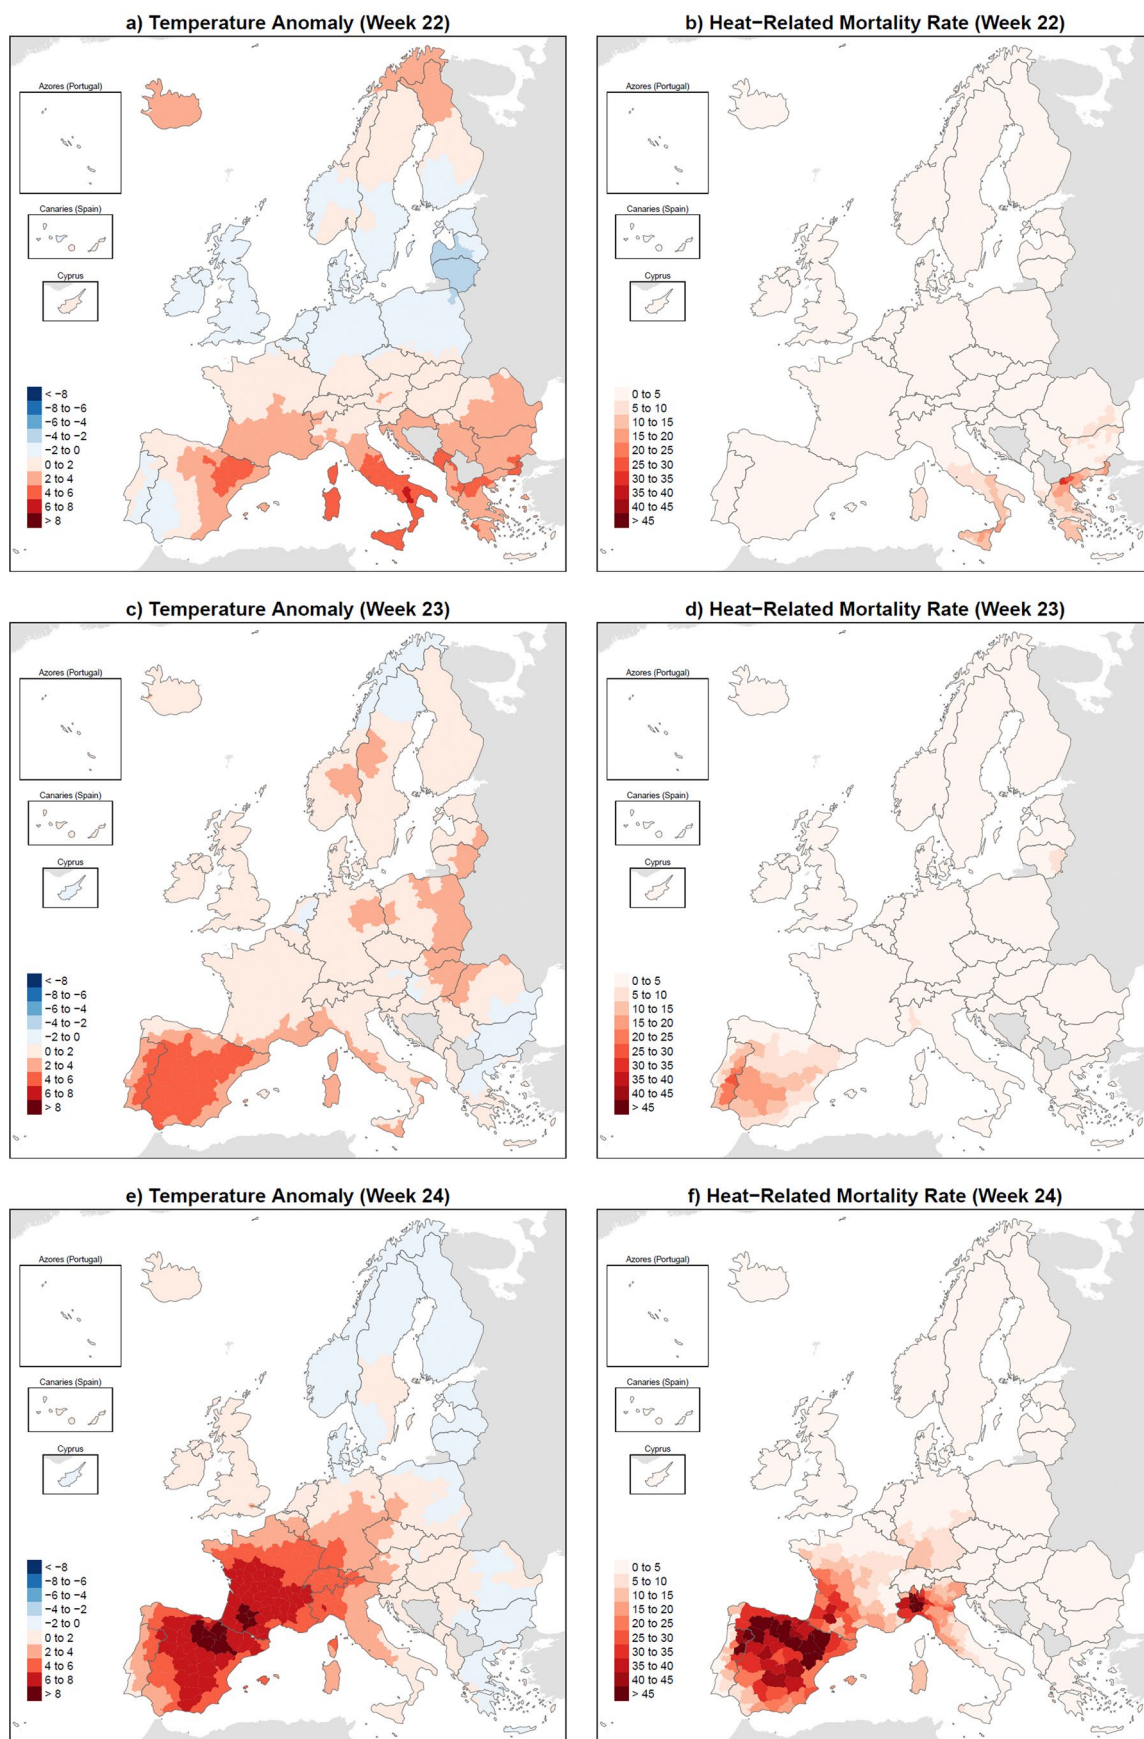 a) Temperature Anomaly (Week 22)
Azores (Portugal)
Canaries (Spain)
Cyprus
< −8
−8 to −6
−6 to −4
−4 to −2
−2 to 0
0 to 2
2 to 4
4 to 6
6 to 8
> 8
b) Heat−Related Mortality Rate (Week 22)
Azores (Portugal)
Canaries (Spain)
Cyprus
0 to 5
5 to 10
10 to 15
15 to 20
20 to 25
25 to 30
30 to 35
35 to 40
40 to 45
> 45
c) Temperature Anomaly (Week 23)
Azores (Portugal)
Canaries (Spain)
Cyprus
< −8
−8 to −6
−6 to −4
−4 to −2
−2 to 0
0 to 2
2 to 4
4 to 6
6 to 8
> 8
d) Heat−Related Mortality Rate (Week 23)
Azores (Portugal)
Canaries (Spain)
Cyprus
0 to 5
5 to 10
10 to 15
15 to 20
20 to 25
25 to 30
30 to 35
35 to 40
40 to 45
> 45
e) Temperature Anomaly (Week 24)
Azores (Portugal)
Canaries (Spain)
Cyprus
< −8
−8 to −6
−6 to −4
−4 to −2
−2 to 0
0 to 2
2 to 4
4 to 6
6 to 8
> 8
f) Heat−Related Mortality Rate (Week 24)
Azores (Portugal)
Canaries (Spain)
Cyprus
0 to 5
5 to 10
10 to 15
15 to 20
20 to 25
25 to 30
30 to 35
35 to 40
40 to 45
> 45